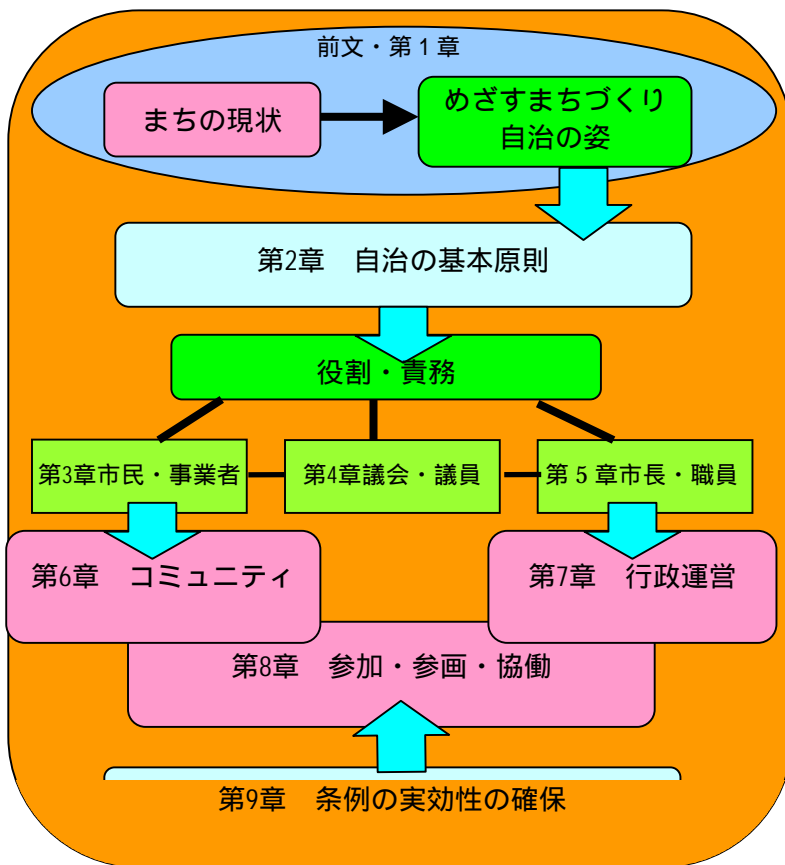 前文・第1章
まちの現状
めざすまちづくり
自治の姿
第2章　自治の基本原則
役割・責務
第3章市民・事業者
第4章議会・議員
第5章市長・職員
第6章　コミュニティ
第7章　行政運営
第8章　参加・参画・協働
第9章　条例の実効性の確保